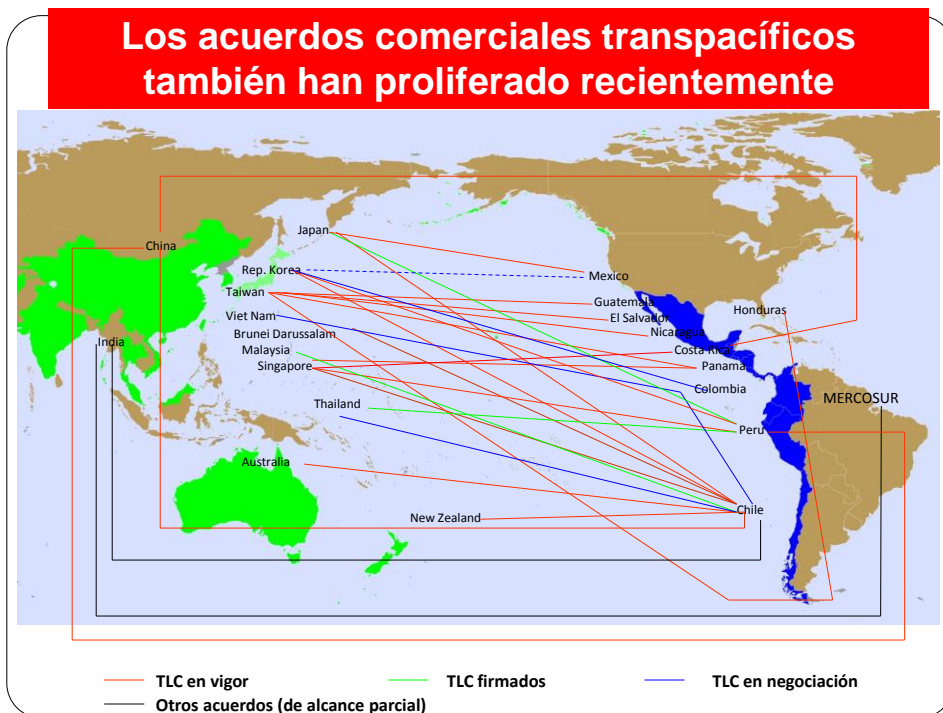 Los acuerdos comerciales transpacíficos
también han proliferado recientemente
Japan
China
Rep. Korea
Mexico
Taiwan
Guatemala
Honduras
Viet Nam
El Salvador
Brunei Darussalam
Nicaragua
India
Malaysia
Costa Rica
Singapore
Panama
Colombia
Thailand
MERCOSUR
Peru
Australia
Chile
New Zealand
TLC en vigor
TLC firmados
TLC en negociación
Otros acuerdos (de alcance parcial)